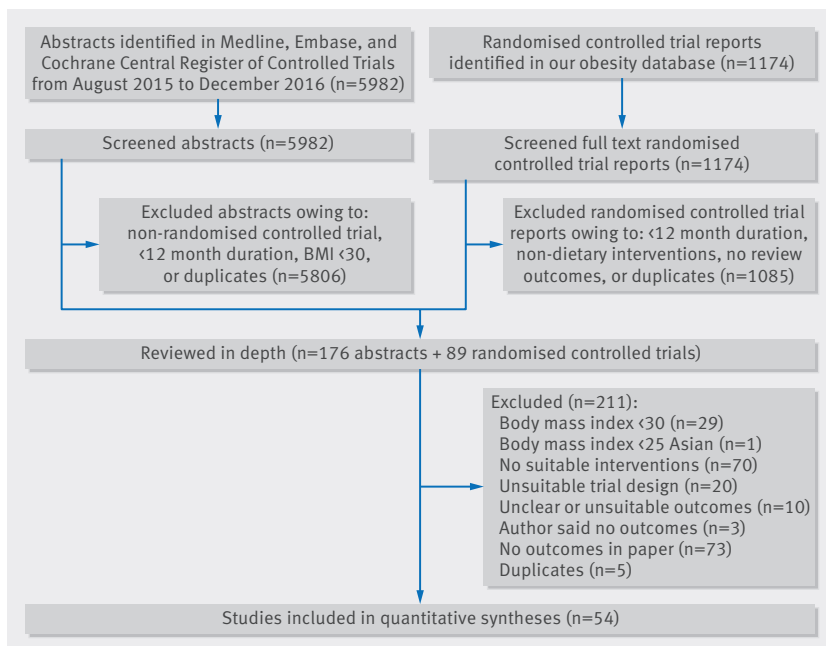 Abstracts identified in Medline, Embase, and
Cochrane Central Register of Controlled Trials
from August 2015 to December 2016 (n=5982)
Randomised controlled trial reports
identified in our obesity database (n=1174)
Screened abstracts (n=5982)
Screened full text randomised
controlled trial reports (n=1174)
Excluded abstracts owing to:
non-randomised controlled trial,
<12 month duration, BMI <30,
or duplicates (n=5806)
Excluded randomised controlled trial
reports owing to: <12 month duration,
non-dietary interventions, no review
outcomes, or duplicates (n=1085)
Reviewed in depth (n=176 abstracts + 89 randomised controlled trials)
Excluded (n=211):
Body mass index <30 (n=29)
Body mass index <25 Asian (n=1)
No suitable interventions (n=70)
Unsuitable trial design (n=20)
Unclear or unsuitable outcomes (n=10)
Author said no outcomes (n=3)
No outcomes in paper (n=73)
Duplicates (n=5)
Studies included in quantitative syntheses (n=54)